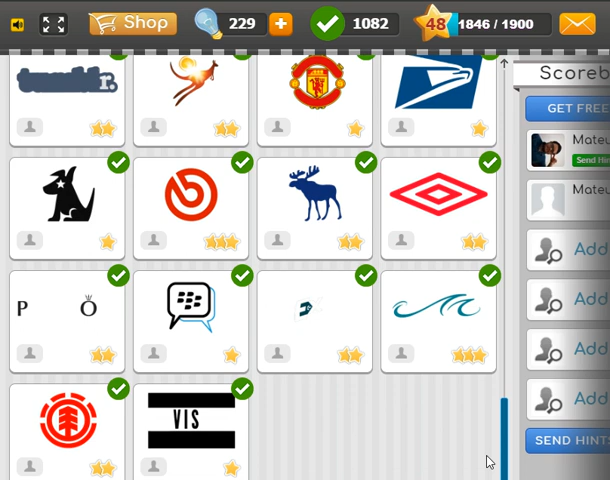 Shop 229 1082 48 1846 / 1900
Scoreb
GET FREE
Mateu
Send Hin
Mateu
Add
Add
Add
Add
SEND HINTS
P Ö
VIS